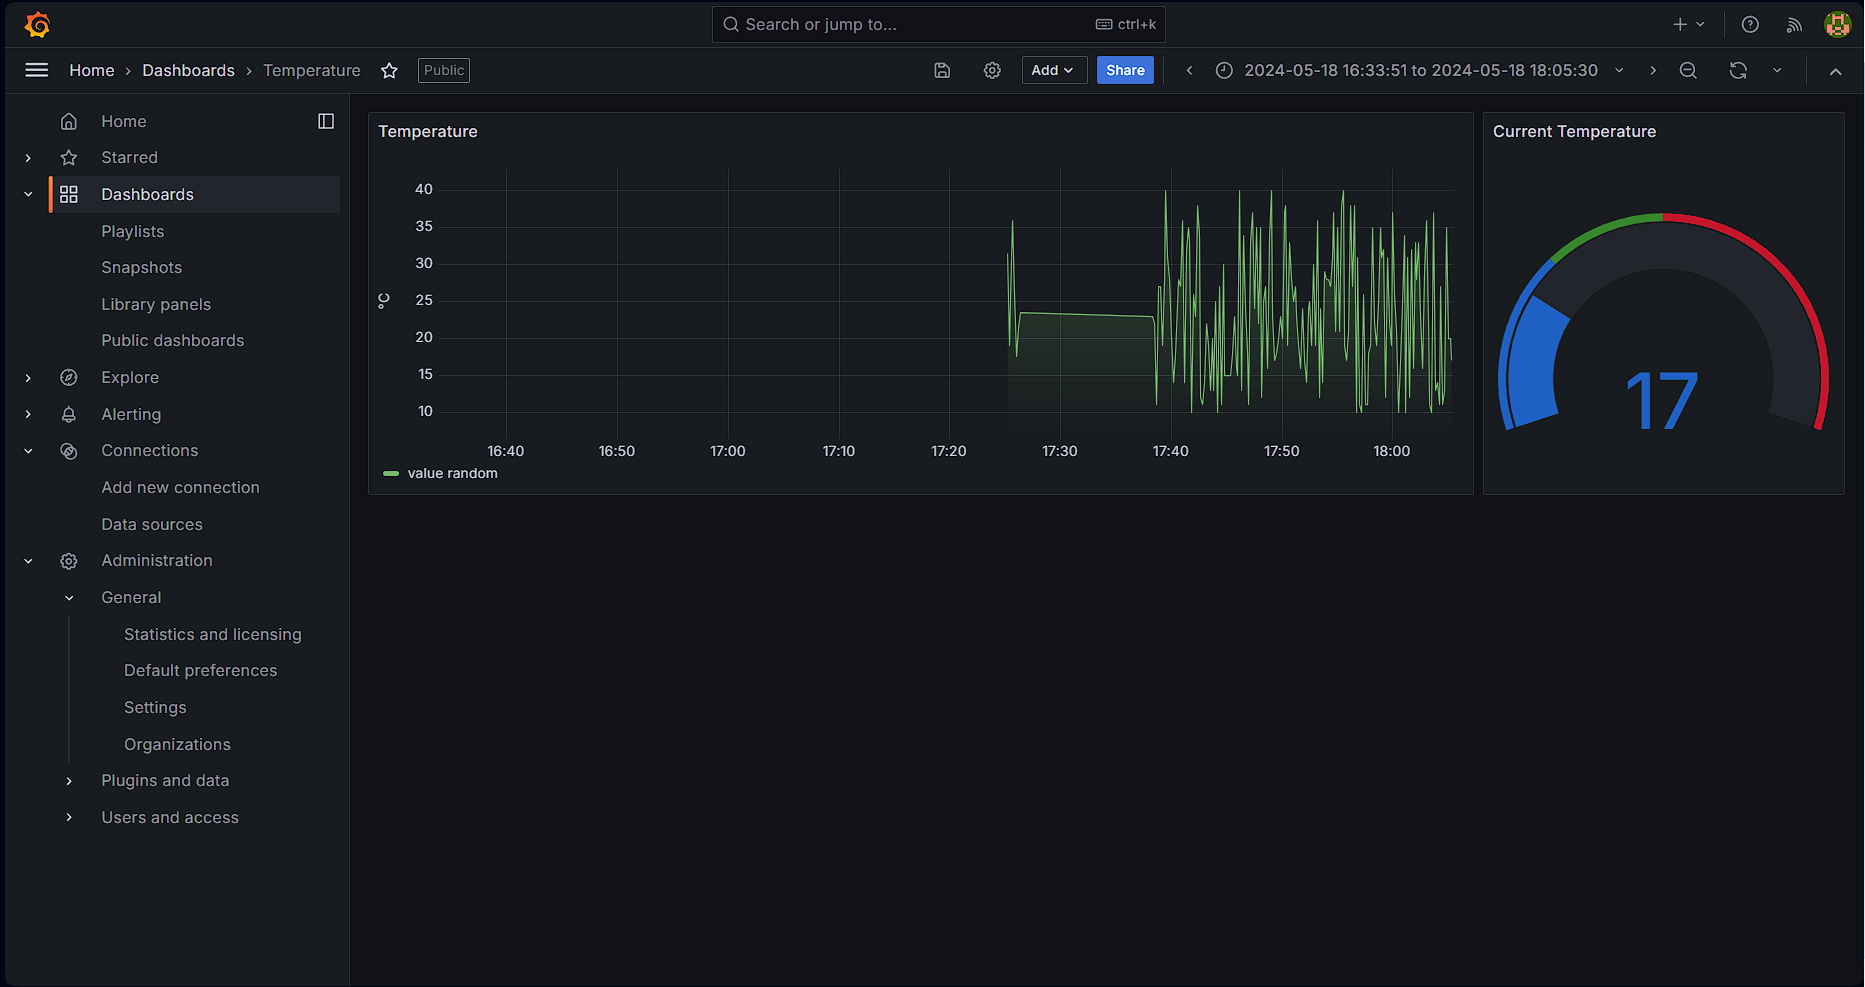 Search or jump to... ctrl+k
Home › Dashboards › Temperature Public Add Share 2024-05-18 16:33:51 to 2024-05-18 18:05:30
Home
Starred
Dashboards
Playlists
Snapshots
Library panels
Public dashboards
Explore
Alerting
Connections
Add new connection
Data sources
Administration
General
Statistics and licensing
Default preferences
Settings
Organizations
Plugins and data
Users and access
Temperature
40
35
30
25
20
15
10
°C
16:40 16:50 17:00 17:10 17:20 17:30 17:40 17:50 18:00
value random
Current Temperature
17